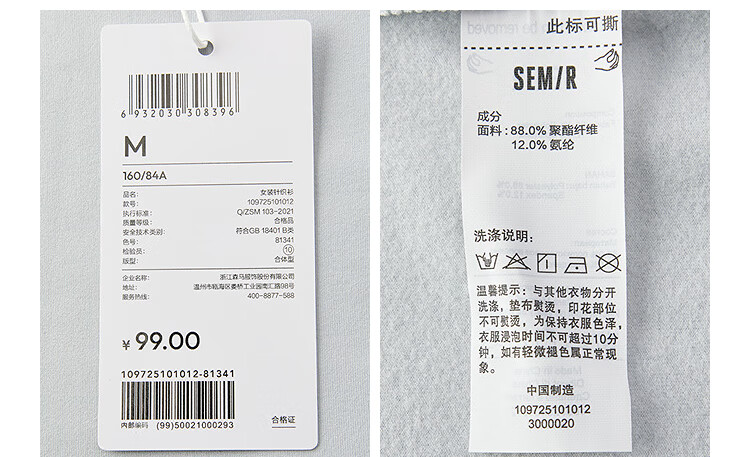 6 932030 308396
M
160/84A
品名: 女装针织衫
款号: 109725101012
执行标准: Q/ZSM 103-2021
质量等级: 合格品
安全技术类别: 符合GB 18401 B类
色号: 81341
检验员: 10
版型: 合体型
企业名称: 浙江森马服饰股份有限公司
地址: 温州市瓯海区娄桥工业园南汇路98号
服务热线: 400-8877-588
¥ 99.00
109725101012-81341
内部编码 (99)50021000293
合格证
be removed
此标可撕
SEM/R
成分
面料:88.0% 聚酯纤维
12.0% 氨纶
洗涤说明:
温馨提示:与其他衣物分开
洗涤,垫布熨烫,印花部位
不可熨烫,为保持衣服色泽,
衣服浸泡时间不可超过10分
钟,如有轻微褪色属正常现
象。
中国制造
109725101012
3000020